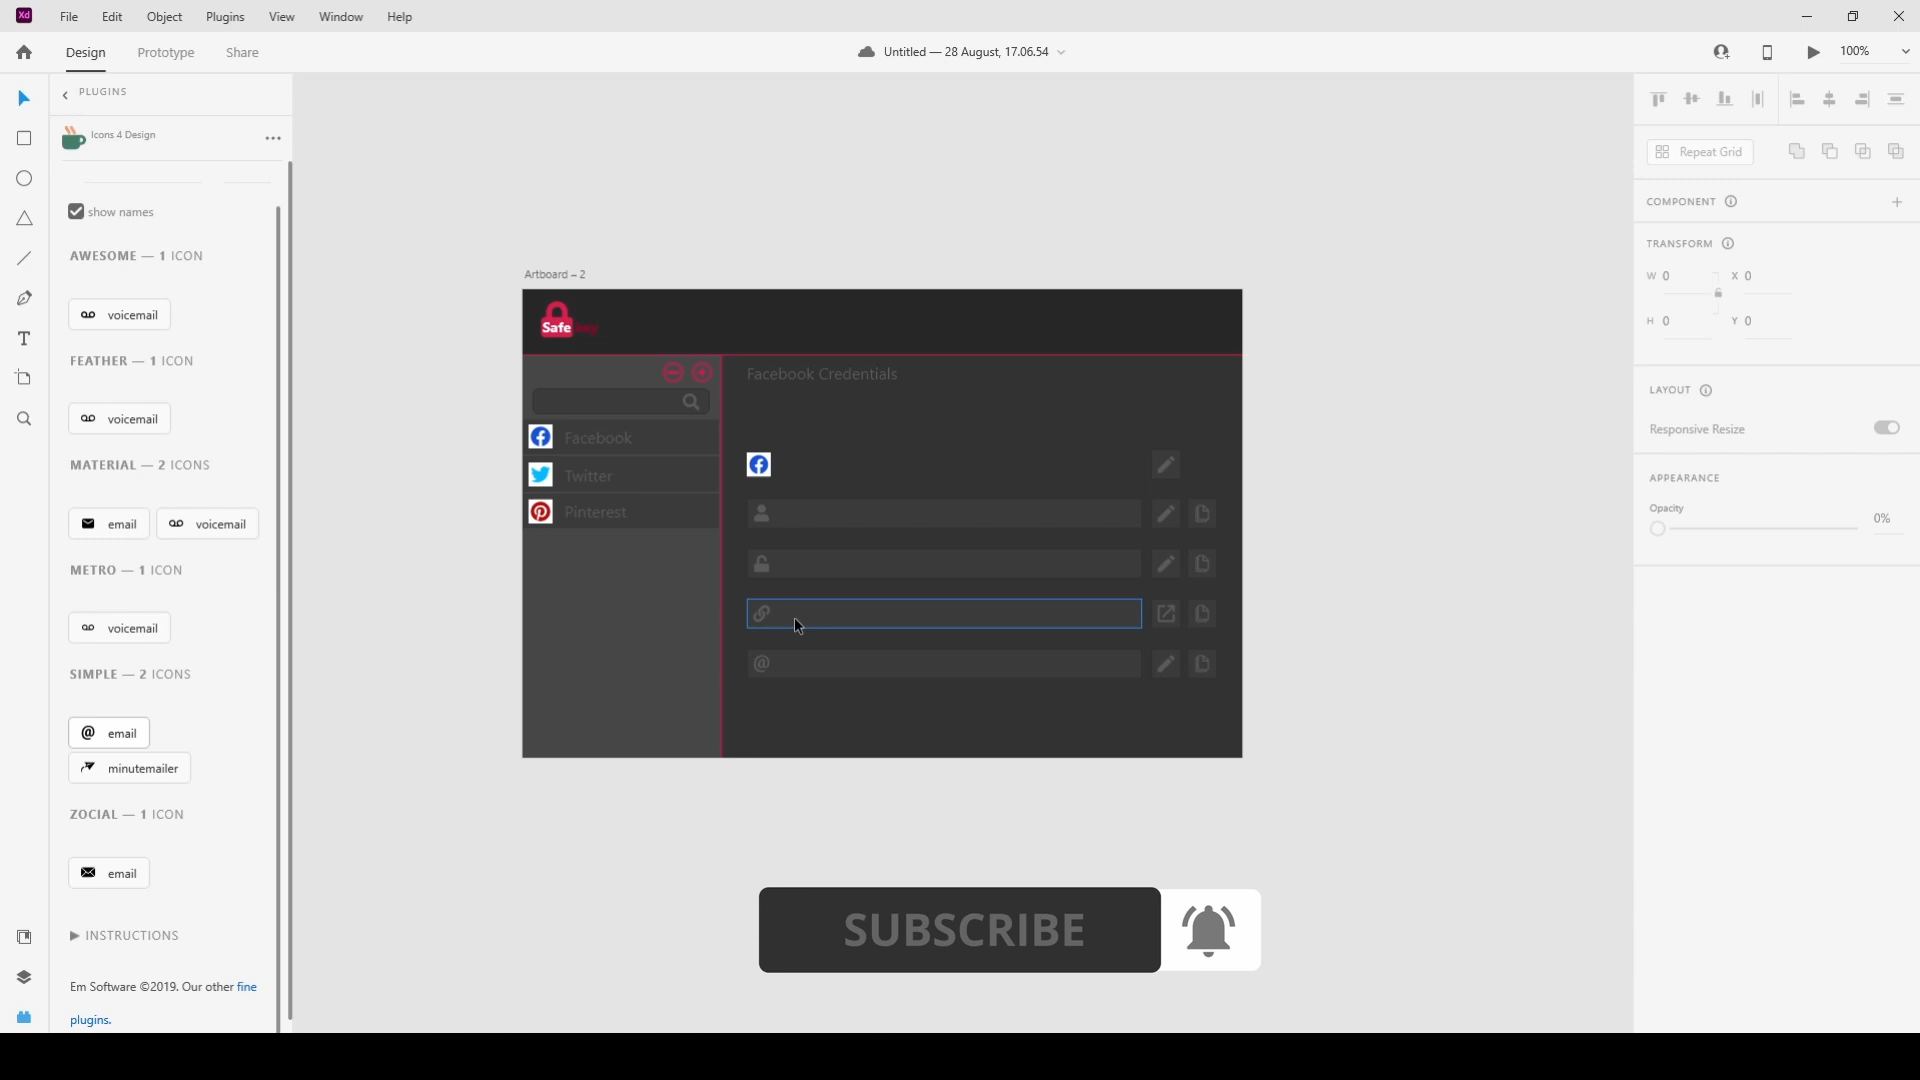 Xd File Edit Object Plugins View Window Help
Design Prototype Share
Untitled — 28 August, 17.06.54
100%
PLUGINS
Icons 4 Design
show names
AWESOME — 1 ICON
voicemail
FEATHER — 1 ICON
voicemail
MATERIAL — 2 ICONS
email voicemail
METRO — 1 ICON
voicemail
SIMPLE — 2 ICONS
@ email
minutemailer
ZOCIAL — 1 ICON
email
INSTRUCTIONS
Em Software ©2019. Our other fine
plugins.
Artboard – 2
Safe key
Facebook Credentials
Facebook
Twitter
Pinterest
@
SUBSCRIBE
Repeat Grid
COMPONENT
TRANSFORM
W 0 X 0
H 0 Y 0
LAYOUT
Responsive Resize
APPEARANCE
Opacity
0%